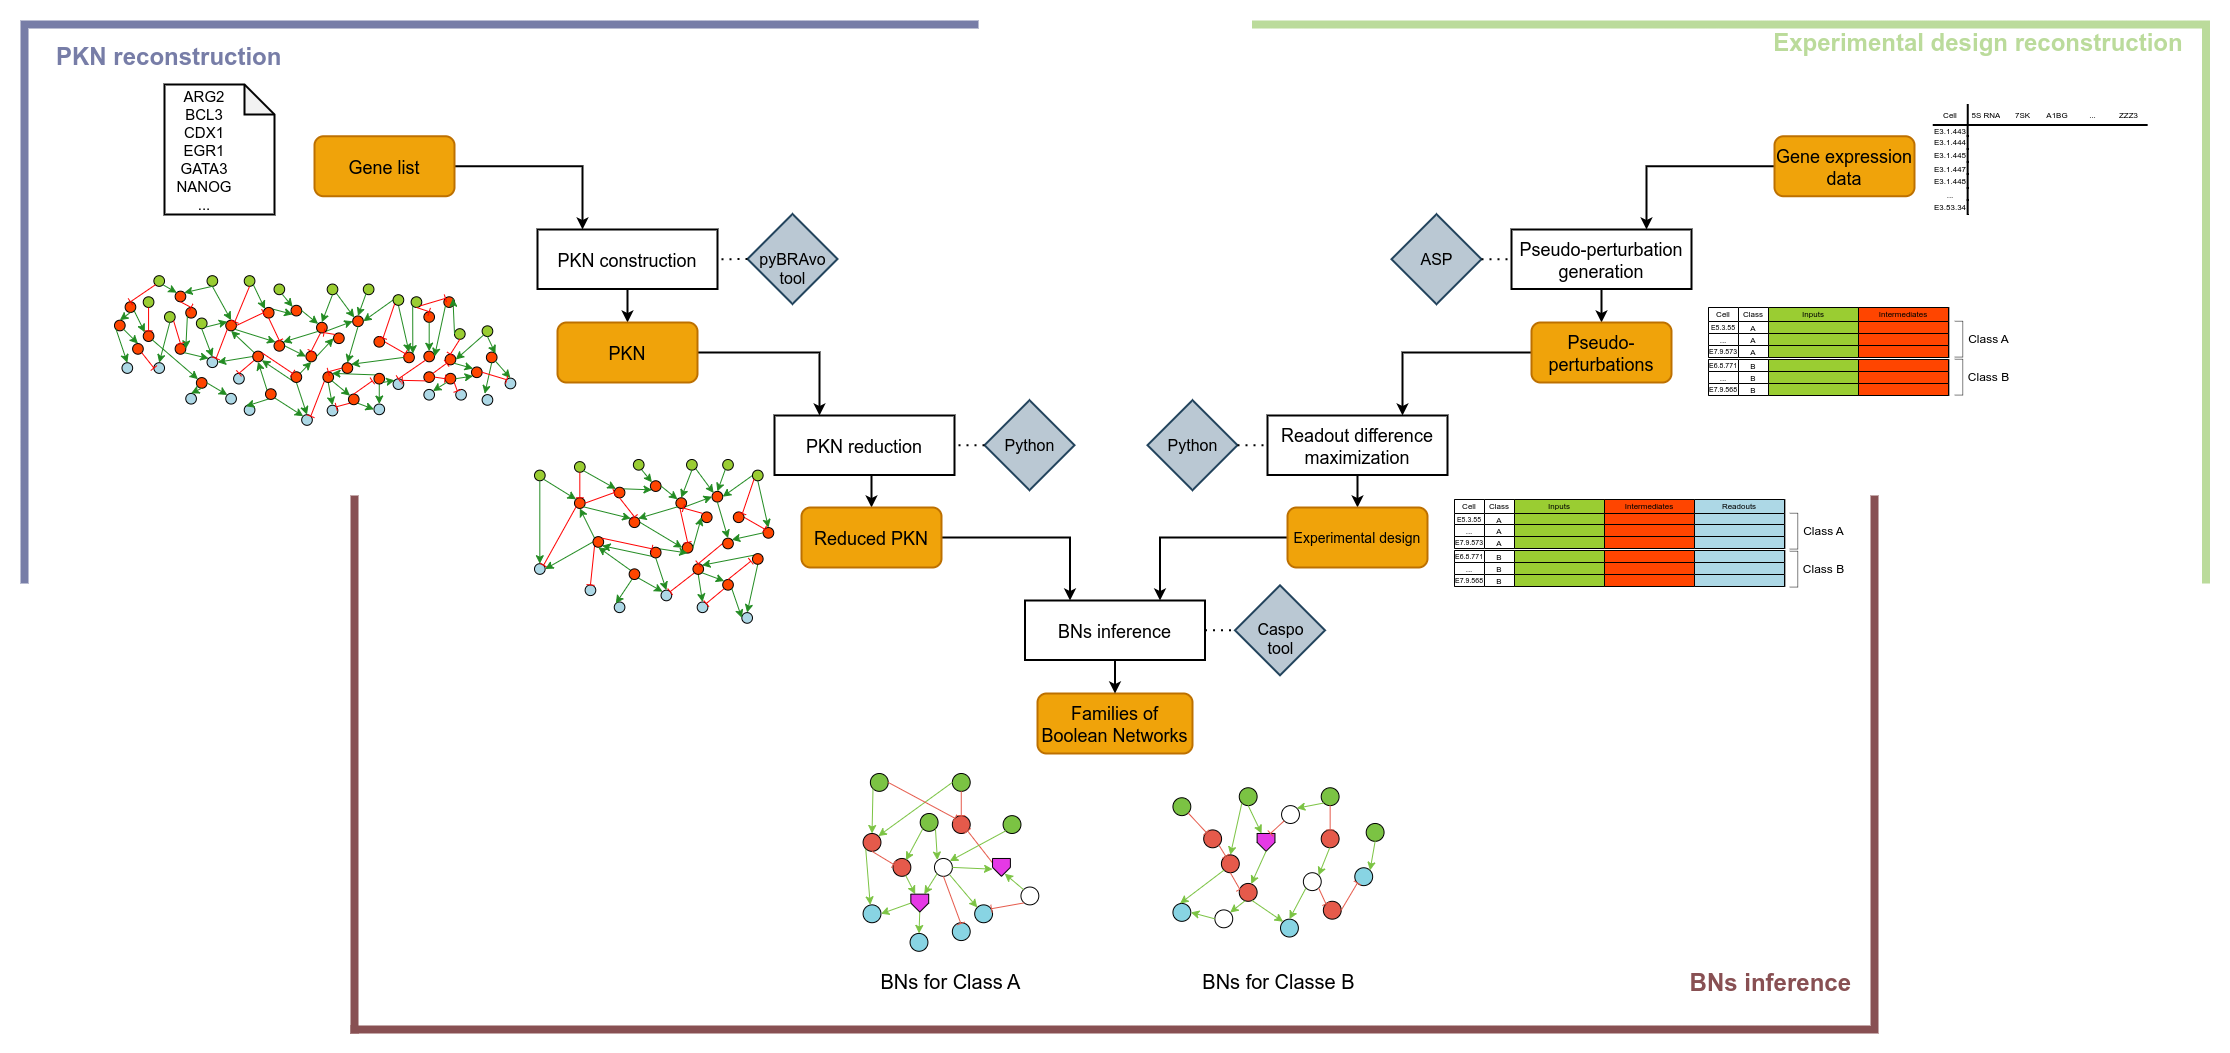 PKN reconstruction
Experimental design reconstruction
ARG2
BCL3
CDX1
EGR1
GATA3
NANOG
...
Gene list
Gene expression
data
Cell 5S RNA 7SK A1BG ... ZZZ3
E3.1.443
E3.1.444
E3.1.445
E3.1.447
E3.1.448
...
E3.53.34
PKN construction
pyBRAvo
tool
ASP
Pseudo-perturbation
generation
PKN
Pseudo-
perturbations
Cell Class Inputs Intermediates
E5.3.55 A
... A
E7.9.573 A
E6.8.771 B
... B
E7.9.568 B
Class A
Class B
PKN reduction
Python
Python
Readout difference
maximization
Reduced PKN
Experimental design
Cell Class Inputs Intermediates Readouts
E5.3.55 A
... A
E7.9.573 A
E6.8.771 B
... B
E7.9.568 B
Class A
Class B
BNs inference
Caspo
tool
Families of
Boolean Networks
BNs for Class A
BNs for Classe B
BNs inference